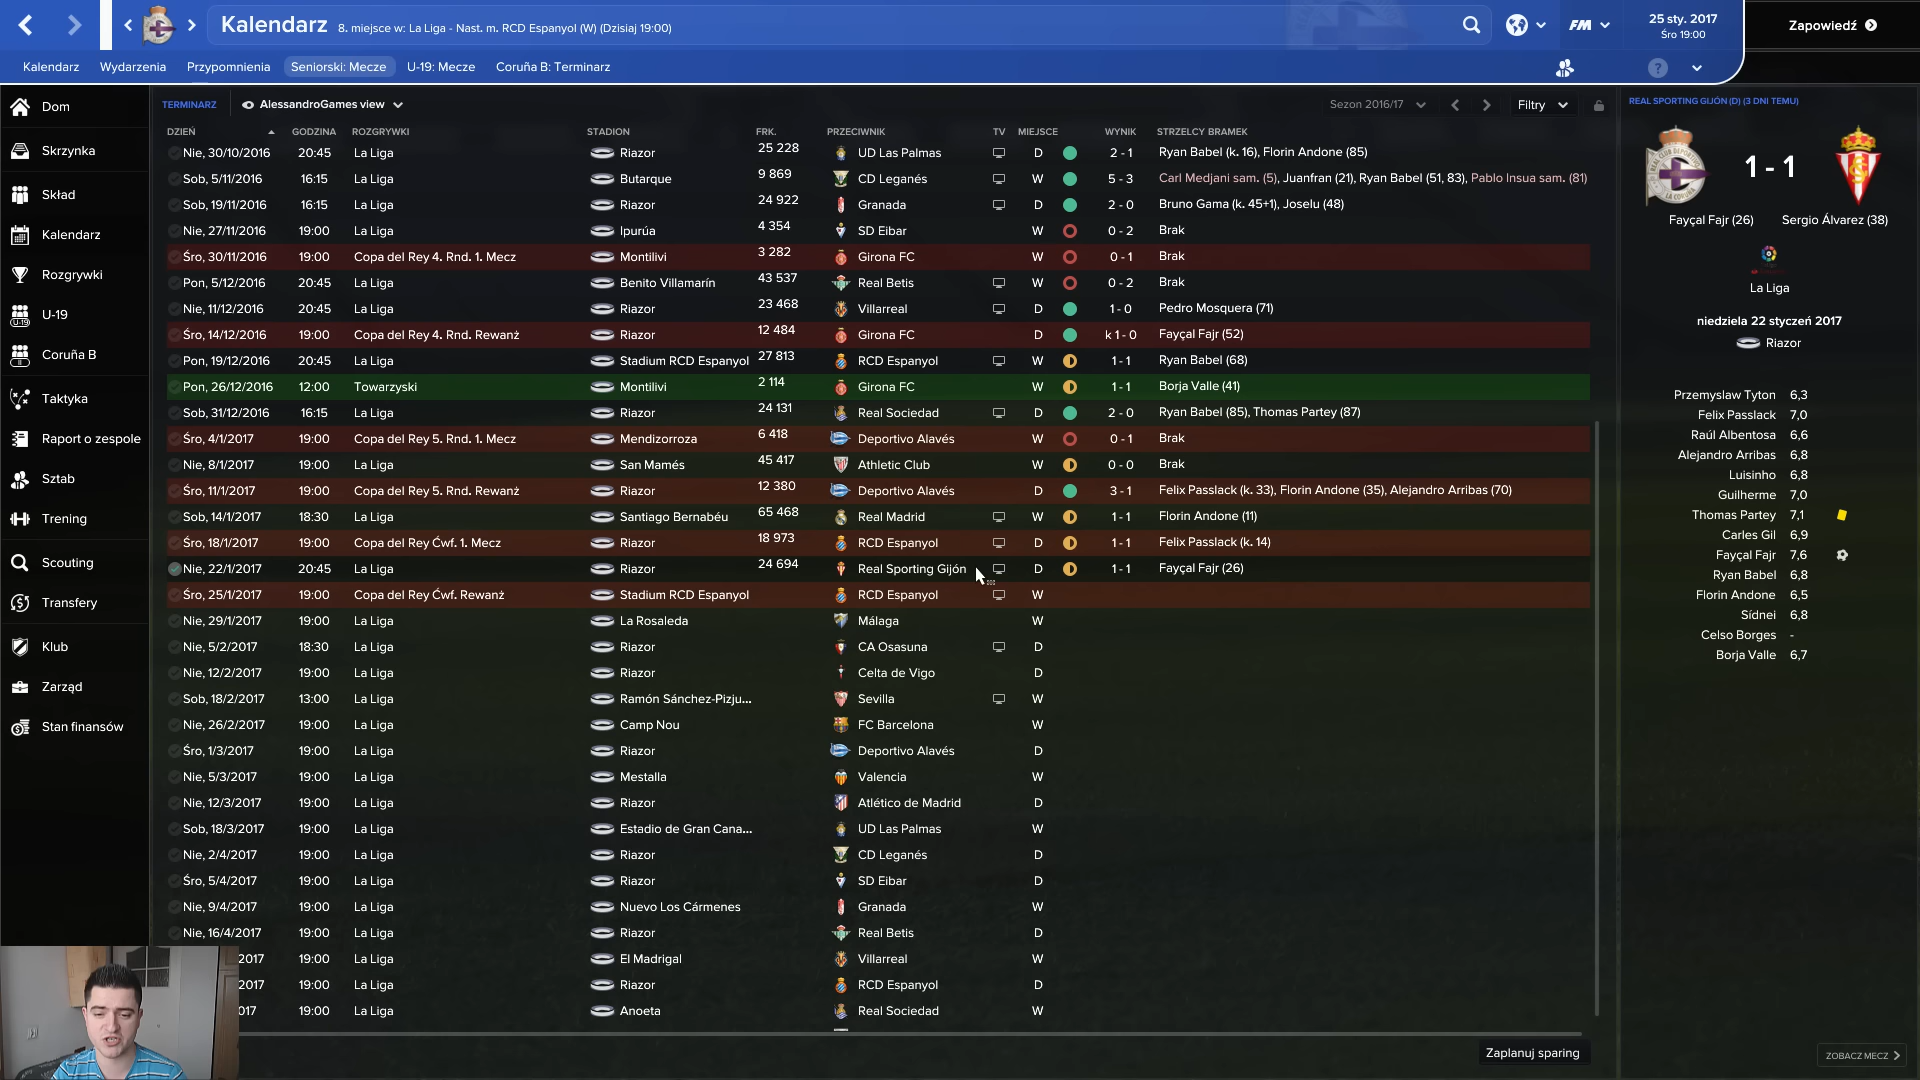 Kalendarz
8. miejsce w: La Liga - Nast. m. RCD Espanyol (W) (Dzisiaj 19:00)
FM
25 sty. 2017
Śro 19:00
Zapowiedź
Kalendarz Wydarzenia Przypomnienia Seniorski: Mecze U-19: Mecze Coruña B: Terminarz
?
Dom
Skrzynka
Skład
Kalendarz
Rozgrywki
U-19
Coruña B
Taktyka
Raport o zespole
Sztab
Trening
Scouting
Transfery
Klub
Zarząd
Stan finansów
TERMINARZ AlessandroGames view Sezon 2016/17 Filtry
DZIEŃ GODZINA ROZGRYWKI STADION FRK. PRZECIWNIK TV MIEJSCE WYNIK STRZELCY BRAMEK
Nie, 30/10/2016 20:45 La Liga Riazor 25 228 UD Las Palmas D 2 - 1 Ryan Babel (k. 16), Florin Andone (85)
Sob, 5/11/2016 16:15 La Liga Butarque 9 869 CD Leganés W 5 - 3 Carl Medjani sam. (5), Juanfran (21), Ryan Babel (51, 83), Pablo Insua sam. (81)
Sob, 19/11/2016 16:15 La Liga Riazor 24 922 Granada D 2 - 0 Bruno Gama (k. 45+1), Joselu (48)
Nie, 27/11/2016 19:00 La Liga Ipurúa 4 354 SD Eibar W 0 - 2 Brak
Śro, 30/11/2016 19:00 Copa del Rey 4. Rnd. 1. Mecz Montilivi 3 282 Girona FC W 0 - 1 Brak
Pon, 5/12/2016 20:45 La Liga Benito Villamarín 43 537 Real Betis W 0 - 2 Brak
Nie, 11/12/2016 20:45 La Liga Riazor 23 468 Villarreal D 1 - 0 Pedro Mosquera (71)
Śro, 14/12/2016 19:00 Copa del Rey 4. Rnd. Rewanż Riazor 12 484 Girona FC D k 1 - 0 Fayçal Fajr (52)
Pon, 19/12/2016 20:45 La Liga Stadium RCD Espanyol 27 813 RCD Espanyol W 1 - 1 Ryan Babel (68)
Pon, 26/12/2016 12:00 Towarzyski Montilivi 2 114 Girona FC W 1 - 1 Borja Valle (41)
Sob, 31/12/2016 16:15 La Liga Riazor 24 131 Real Sociedad D 2 - 0 Ryan Babel (85), Thomas Partey (87)
Śro, 4/1/2017 19:00 Copa del Rey 5. Rnd. 1. Mecz Mendizorroza 6 418 Deportivo Alavés W 0 - 1 Brak
Nie, 8/1/2017 19:00 La Liga San Mamés 45 417 Athletic Club W 0 - 0 Brak
Śro, 11/1/2017 19:00 Copa del Rey 5. Rnd. Rewanż Riazor 12 380 Deportivo Alavés D 3 - 1 Felix Passlack (k. 33), Florin Andone (35), Alejandro Arribas (70)
Sob, 14/1/2017 18:30 La Liga Santiago Bernabéu 65 468 Real Madrid W 1 - 1 Florin Andone (11)
Śro, 18/1/2017 19:00 Copa del Rey Ćwf. 1. Mecz Riazor 18 973 RCD Espanyol D 1 - 1 Felix Passlack (k. 14)
Nie, 22/1/2017 20:45 La Liga Riazor 24 694 Real Sporting Gijón D 1 - 1 Fayçal Fajr (26)
Śro, 25/1/2017 19:00 Copa del Rey Ćwf. Rewanż Stadium RCD Espanyol RCD Espanyol W
Nie, 29/1/2017 19:00 La Liga La Rosaleda Málaga W
Nie, 5/2/2017 18:30 La Liga Riazor CA Osasuna D
Nie, 12/2/2017 19:00 La Liga Riazor Celta de Vigo D
Sob, 18/2/2017 13:00 La Liga Ramón Sánchez-Pizju... Sevilla W
Nie, 26/2/2017 19:00 La Liga Camp Nou FC Barcelona W
Śro, 1/3/2017 19:00 La Liga Riazor Deportivo Alavés D
Nie, 5/3/2017 19:00 La Liga Mestalla Valencia W
Nie, 12/3/2017 19:00 La Liga Riazor Atlético de Madrid D
Sob, 18/3/2017 19:00 La Liga Estadio de Gran Cana... UD Las Palmas W
Nie, 2/4/2017 19:00 La Liga Riazor CD Leganés D
Śro, 5/4/2017 19:00 La Liga Riazor SD Eibar D
Nie, 9/4/2017 19:00 La Liga Nuevo Los Cármenes Granada W
Nie, 16/4/2017 19:00 La Liga Riazor Real Betis D
2017 19:00 La Liga El Madrigal Villarreal W
2017 19:00 La Liga Riazor RCD Espanyol D
017 19:00 La Liga Anoeta Real Sociedad W
Zaplanuj sparing
REAL SPORTING GIJÓN (D) (3 DNI TEMU)
1 - 1
Fayçal Fajr (26) Sergio Álvarez (38)
La Liga
niedziela 22 styczeń 2017
Riazor
Przemyslaw Tyton 6,3
Felix Passlack 7,0
Raúl Albentosa 6,6
Alejandro Arribas 6,8
Luisinho 6,8
Guilherme 7,0
Thomas Partey 7,1
Carles Gil 6,9
Fayçal Fajr 7,6
Ryan Babel 6,8
Florin Andone 6,5
Sídnei 6,8
Celso Borges -
Borja Valle 6,7
ZOBACZ MECZ